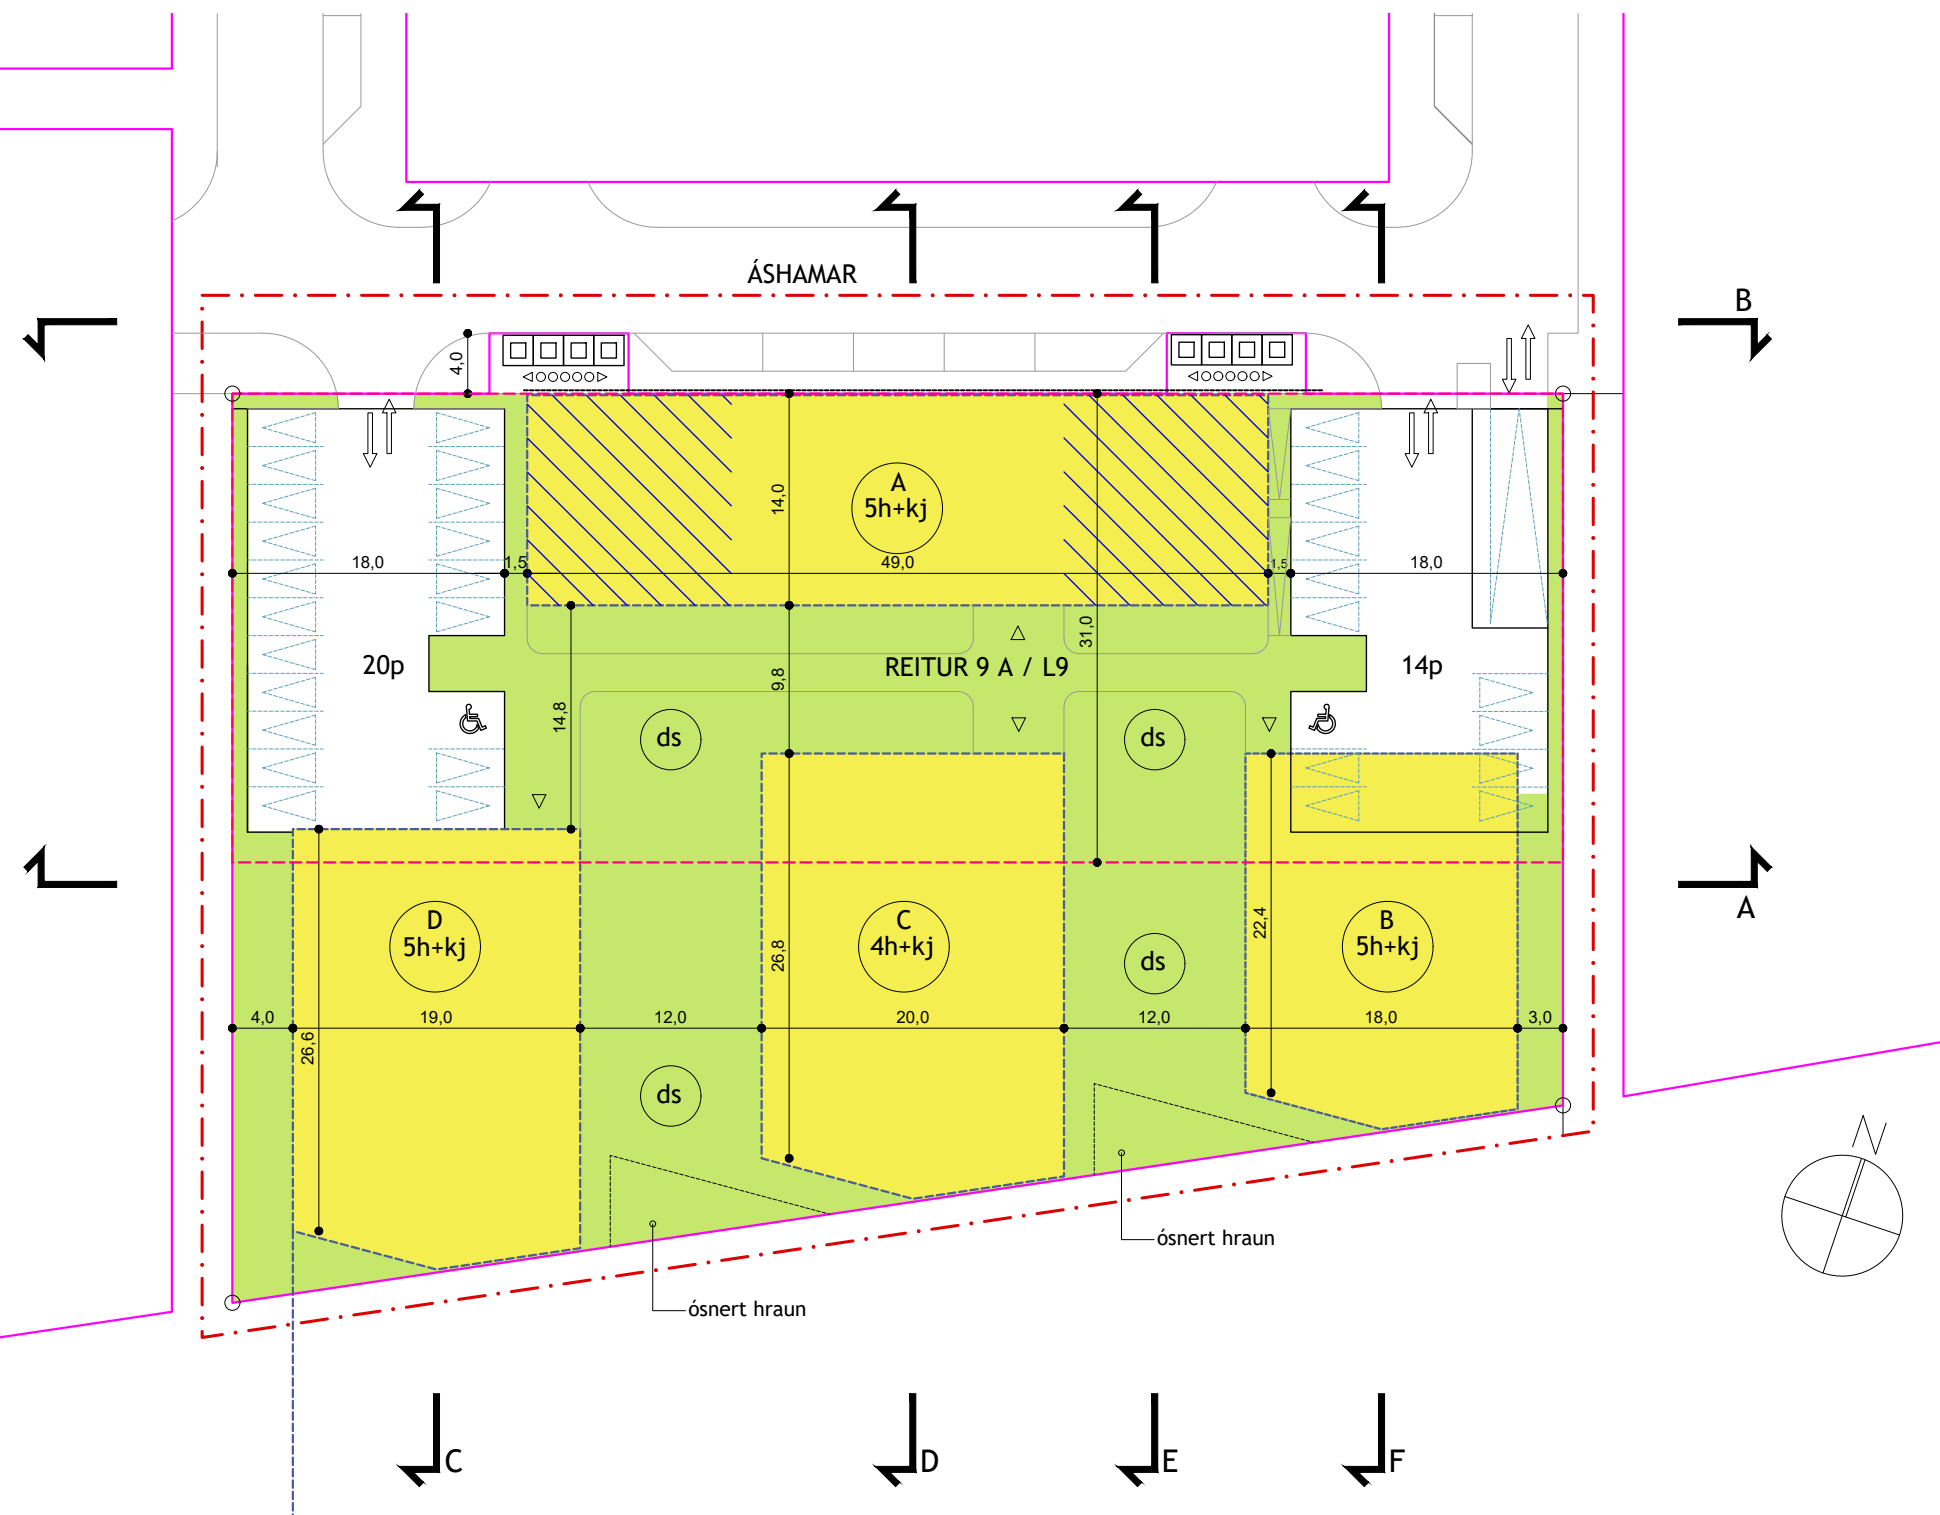 ÁSHAMAR
B
4,0
A
5h+kj
14,0
18,0
1,5
49,0
1,5
18,0
31,0
20p
REITUR 9 A / L9
14p
9,8
14,8
ds
ds
D
5h+kj
C
4h+kj
B
5h+kj
A
22,4
26,8
ds
4,0
19,0
12,0
20,0
12,0
18,0
3,0
26,6
ds
N
ósnert hraun
ósnert hraun
C
D
E
F